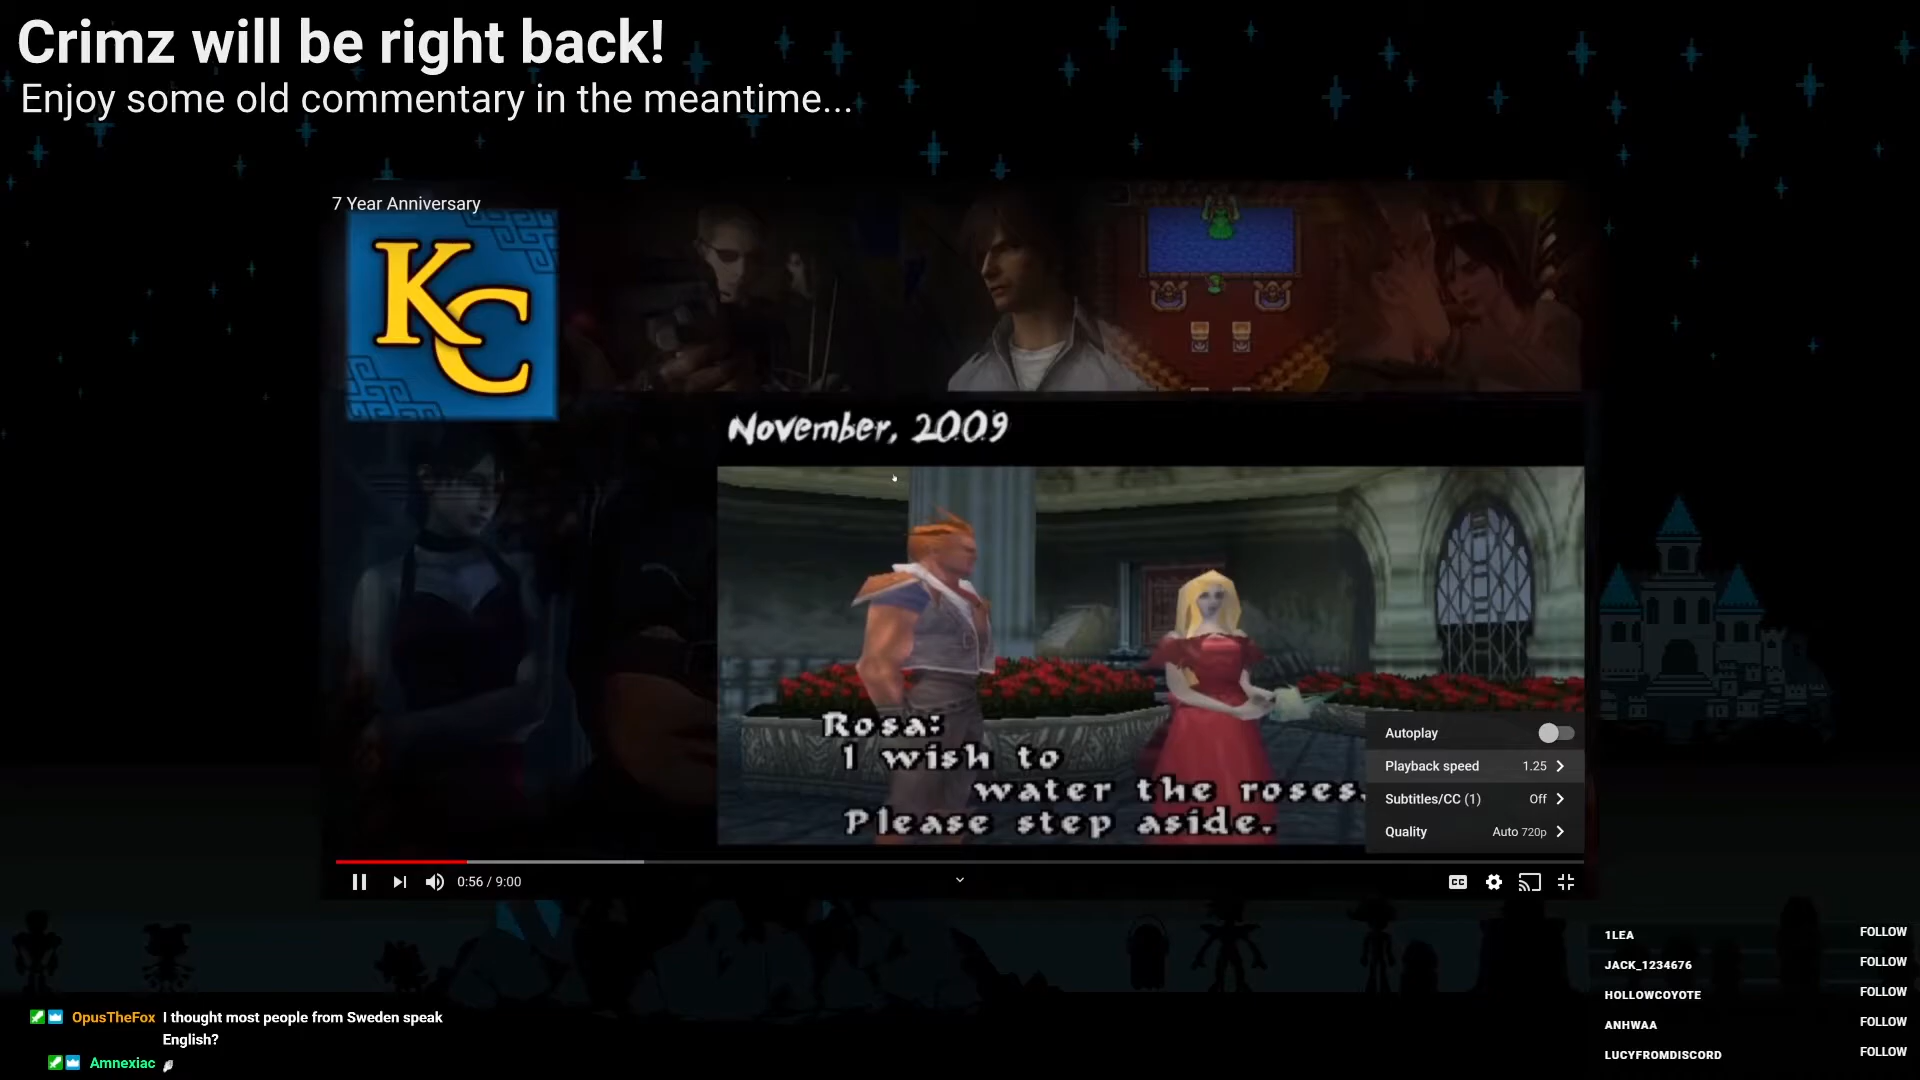 Crimz will be right back!
Enjoy some old commentary in the meantime...
7 Year Anniversary
KC
November, 2009
Rosa:
I wish to
water the roses.
Please step aside.
Autoplay
Playback speed 1.25
Subtitles/CC (1) Off
Quality Auto 720p
0:56 / 9:00
CC
1LEA FOLLOW
JACK_1234676 FOLLOW
HOLLOWCOYOTE FOLLOW
ANHWAA FOLLOW
LUCYFROMDISCORD FOLLOW
OpusTheFox I thought most people from Sweden speak
English?
Amnexiac